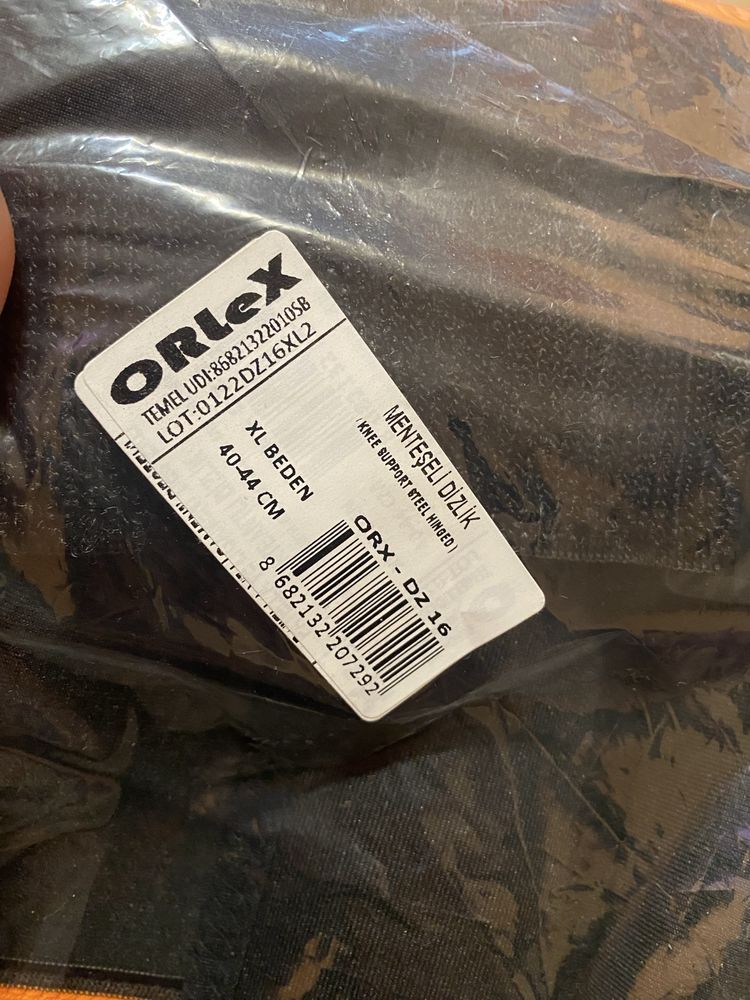 ORLeX
TEMEL UDI:86821322010SB
LOT:0122DZ16XL2
MENTEŞELİ DİZLİK
( KNEE SUPPORT STEEL HINGED )
XL BEDEN
40-44 CM
ORX - DZ 16
8 682132 207292